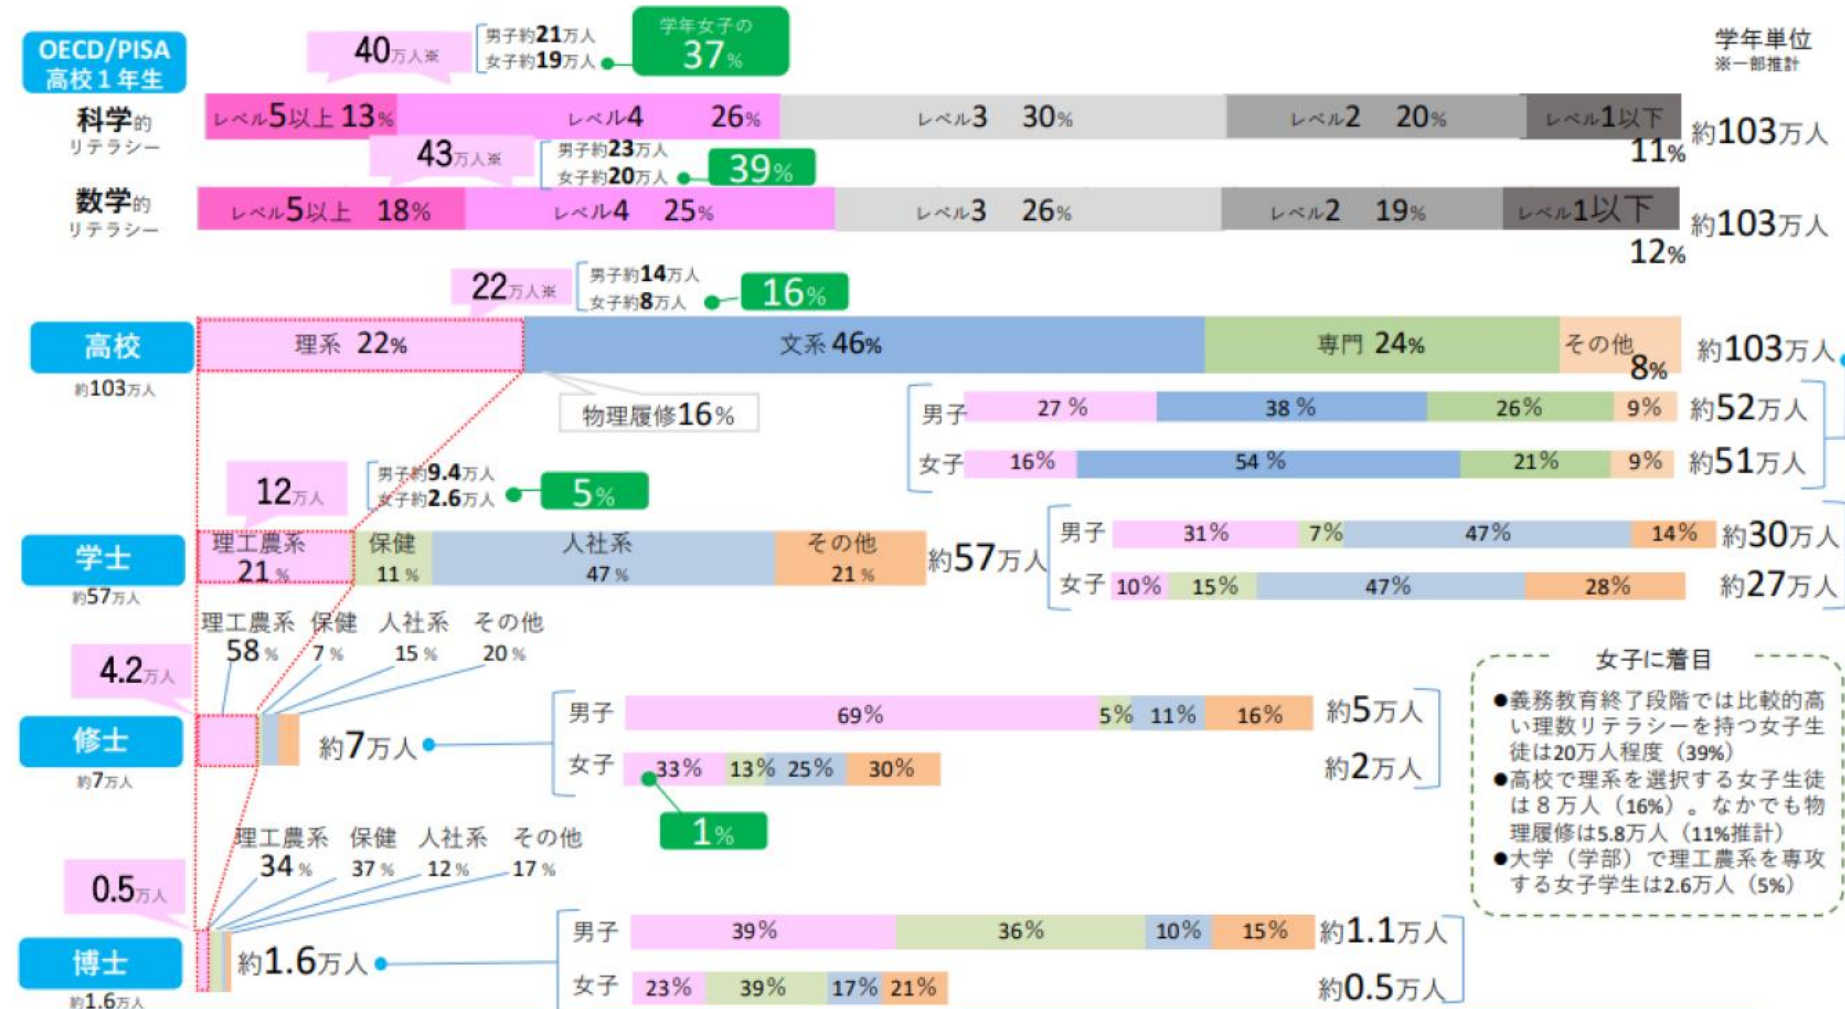 OECD/PISA
高校1年生
40万人※
男子約21万人
女子約19万人
学年女子の
37%
学年単位
※一部推計
科学的
リテラシー
レベル5以上 13%
レベル4 26%
レベル3 30%
レベル2 20%
レベル1以下
11%
約103万人
43万人※
男子約23万人
女子約20万人
39%
数学的
リテラシー
レベル5以上 18%
レベル4 25%
レベル3 26%
レベル2 19%
レベル1以下
12%
約103万人
22万人※
男子約14万人
女子約8万人
16%
高校
約103万人
理系 22%
文系 46%
専門 24%
その他
8%
約103万人
物理履修16%
男子 27% 38% 26% 9% 約52万人
女子 16% 54% 21% 9% 約51万人
12万人
男子約9.4万人
女子約2.6万人
5%
学士
約57万人
理工農系 保健 人社系 その他
21% 11% 47% 21%
約57万人
男子 31% 7% 47% 14% 約30万人
女子 10% 15% 47% 28% 約27万人
4.2万人
理工農系 保健 人社系 その他
58% 7% 15% 20%
修士
約7万人
約7万人
男子 69% 5% 11% 16% 約5万人
女子 33% 13% 25% 30% 約2万人
1%
女子に着目
●義務教育終了段階では比較的高
い理数リテラシーを持つ女子生
徒は20万人程度（39%）
●高校で理系を選択する女子生徒
は８万人（16%）。なかでも物
理履修は5.8万人（11%推計）
●大学（学部）で理工農系を専攻
する女子学生は2.6万人（5%）
0.5万人
理工農系 保健 人社系 その他
34% 37% 12% 17%
博士
約1.6万人
約1.6万人
男子 39% 36% 10% 15% 約1.1万人
女子 23% 39% 17% 21% 約0.5万人